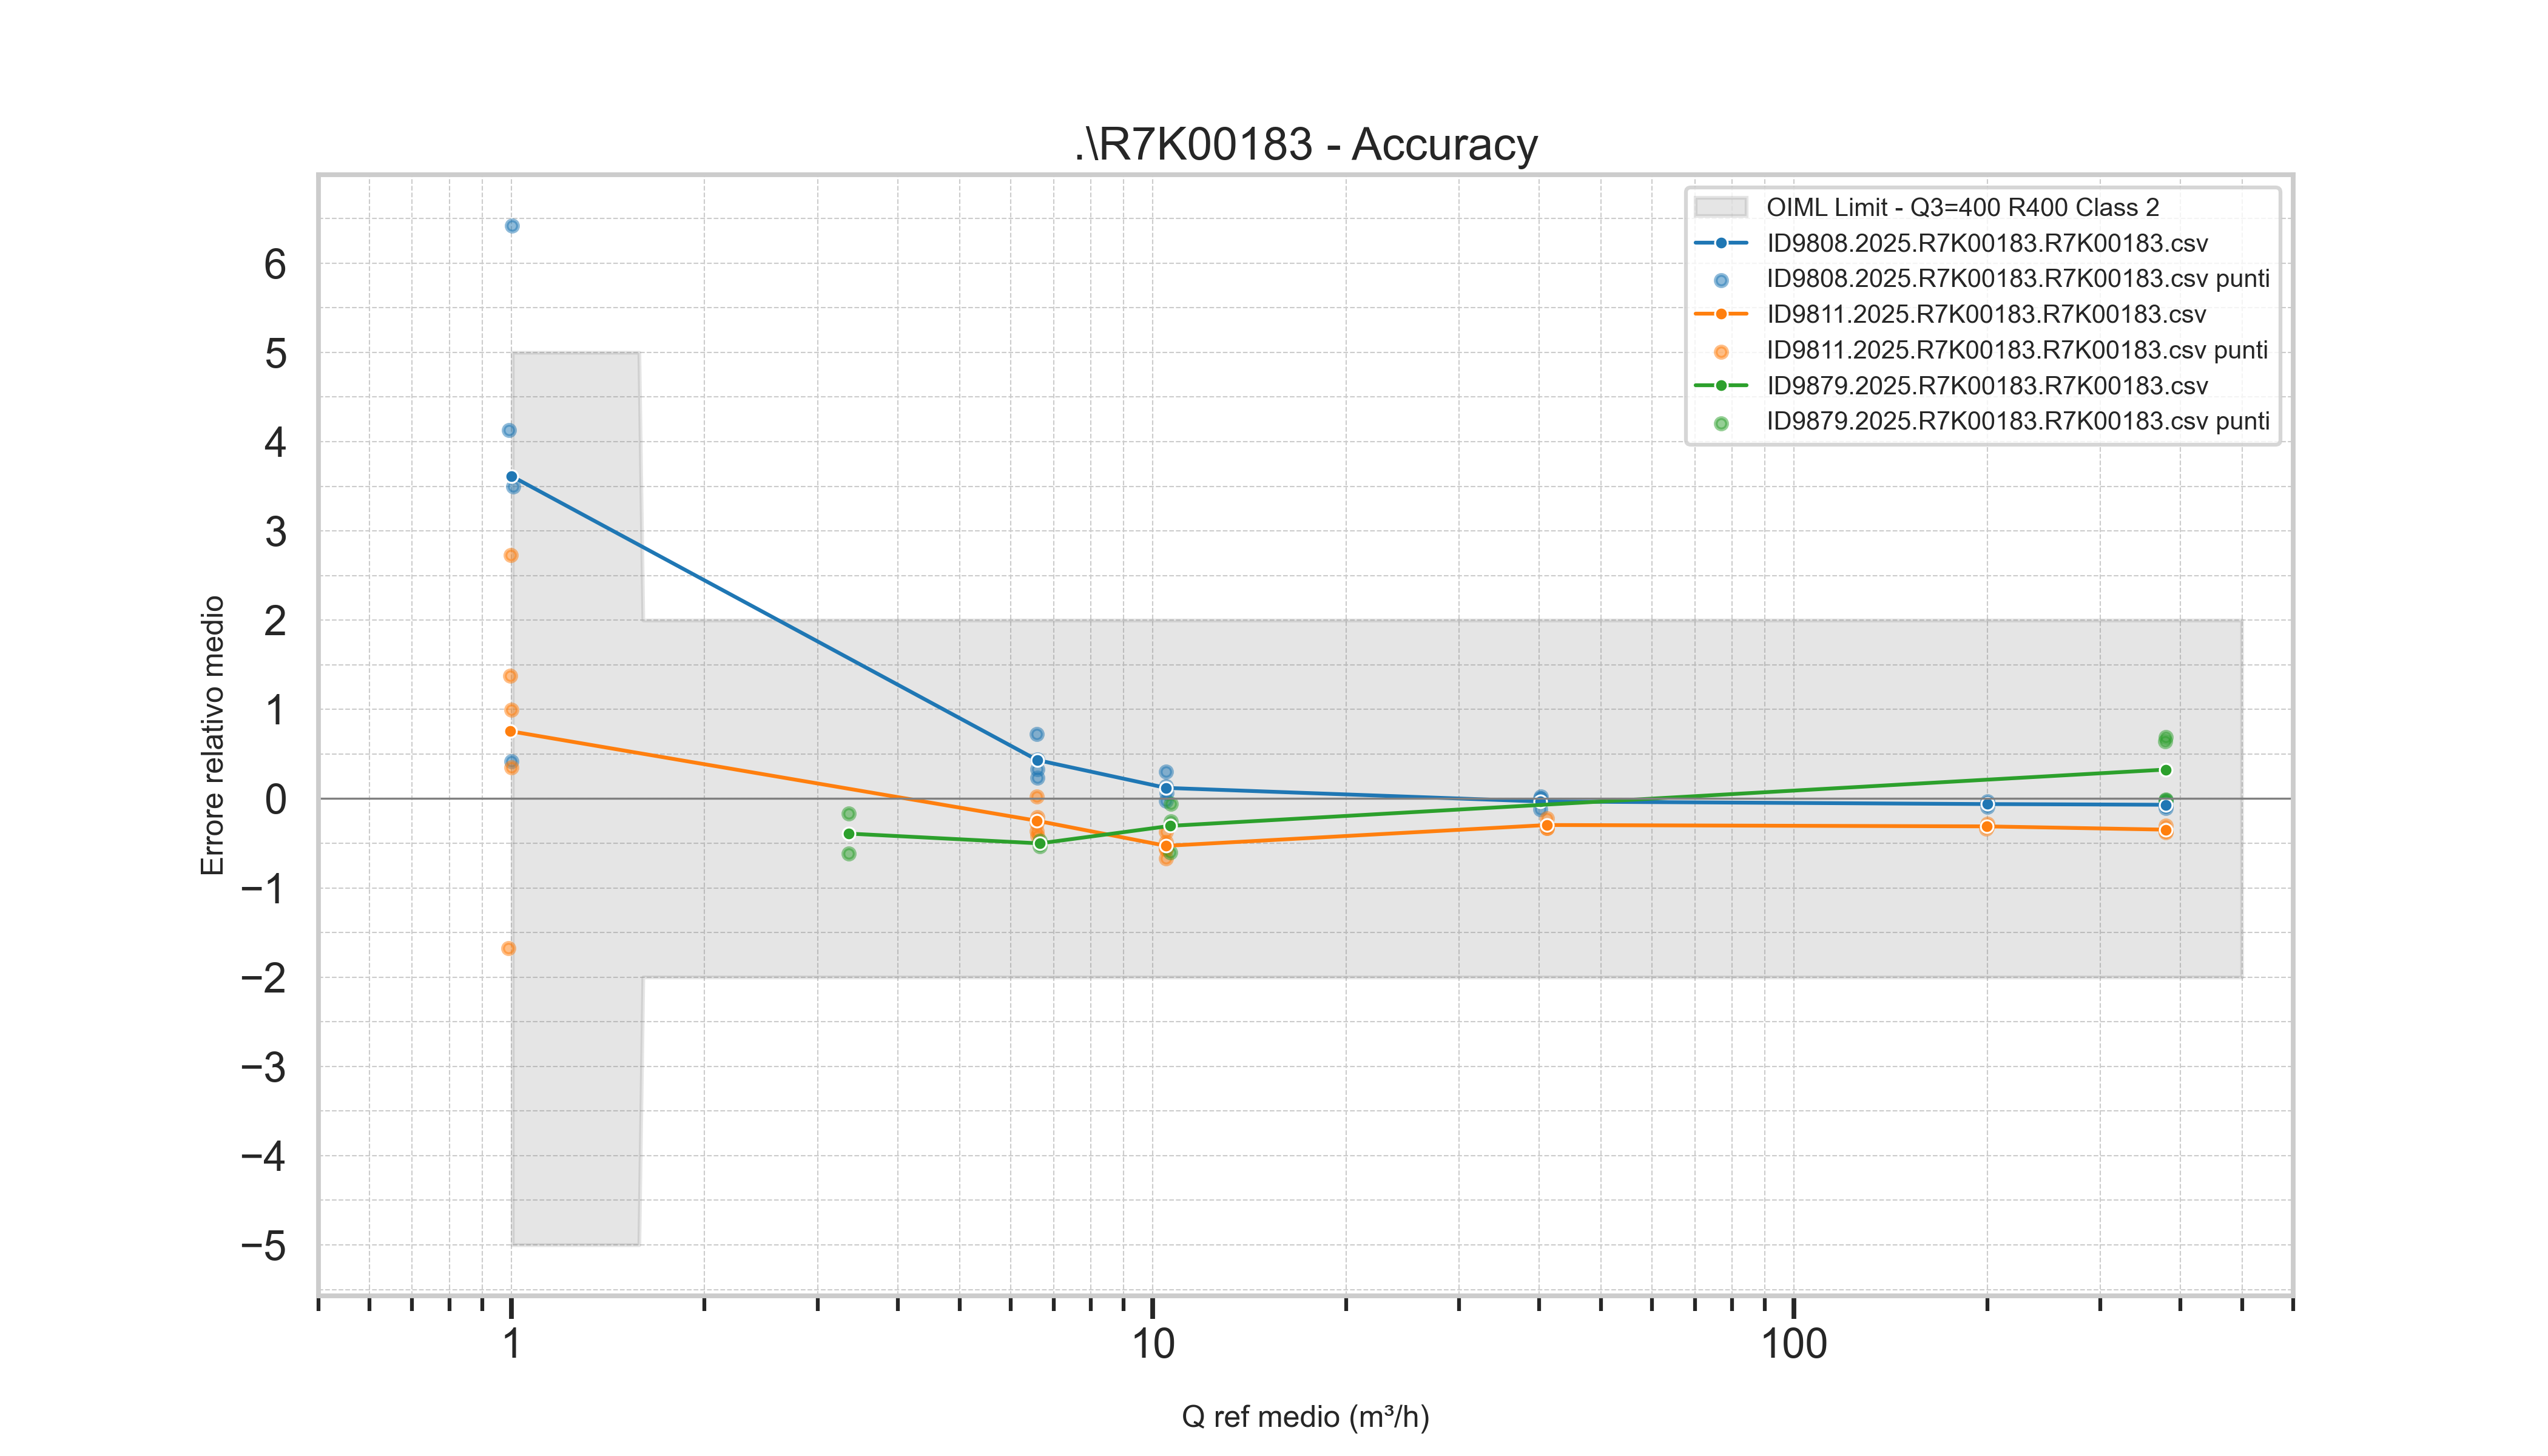 .\R7K00183 - Accuracy
OIML Limit - Q3=400 R400 Class 2
ID9808.2025.R7K00183.R7K00183.csv
ID9808.2025.R7K00183.R7K00183.csv punti
ID9811.2025.R7K00183.R7K00183.csv
ID9811.2025.R7K00183.R7K00183.csv punti
ID9879.2025.R7K00183.R7K00183.csv
ID9879.2025.R7K00183.R7K00183.csv punti
Errore relativo medio
6
5
4
3
2
1
0
−1
−2
−3
−4
−5
1 10 100
Q ref medio (m³/h)